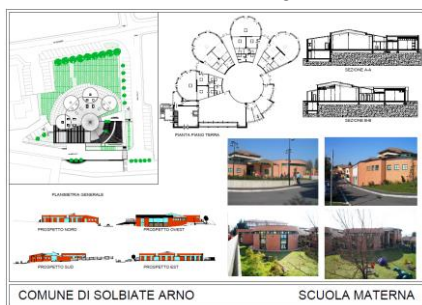 SEZIONE A-A
PIANTA PIANO TERRA
SEZIONE B-B
PLANIMETRIA GENERALE
PROSPETTO NORD
PROSPETTO OVEST
PROSPETTO SUD
PROSPETTO EST
COMUNE DI SOLBIATE ARNO
SCUOLA MATERNA